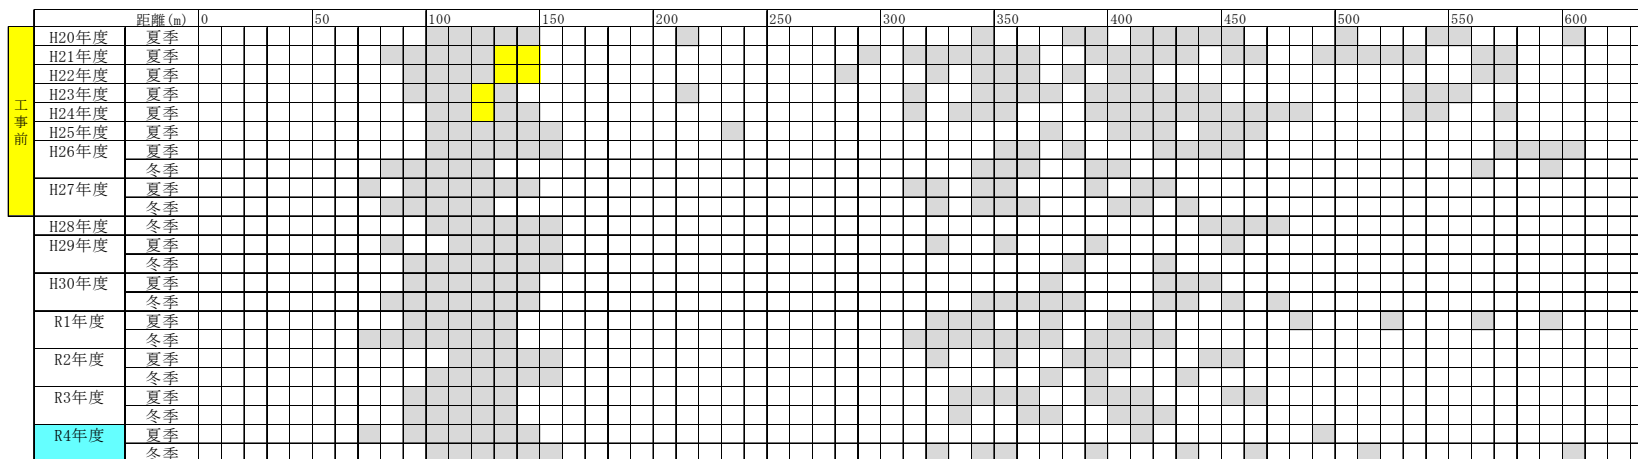 距離(m) 0 50 100 150 200 250 300 350 400 450 500 550 600
工事前
H20年度 夏季
H21年度 夏季
H22年度 夏季
H23年度 夏季
H24年度 夏季
H25年度 夏季
H26年度 夏季
冬季
H27年度 夏季
冬季
H28年度 冬季
H29年度 夏季
冬季
H30年度 夏季
冬季
R1年度 夏季
冬季
R2年度 夏季
冬季
R3年度 夏季
冬季
R4年度 夏季
冬季